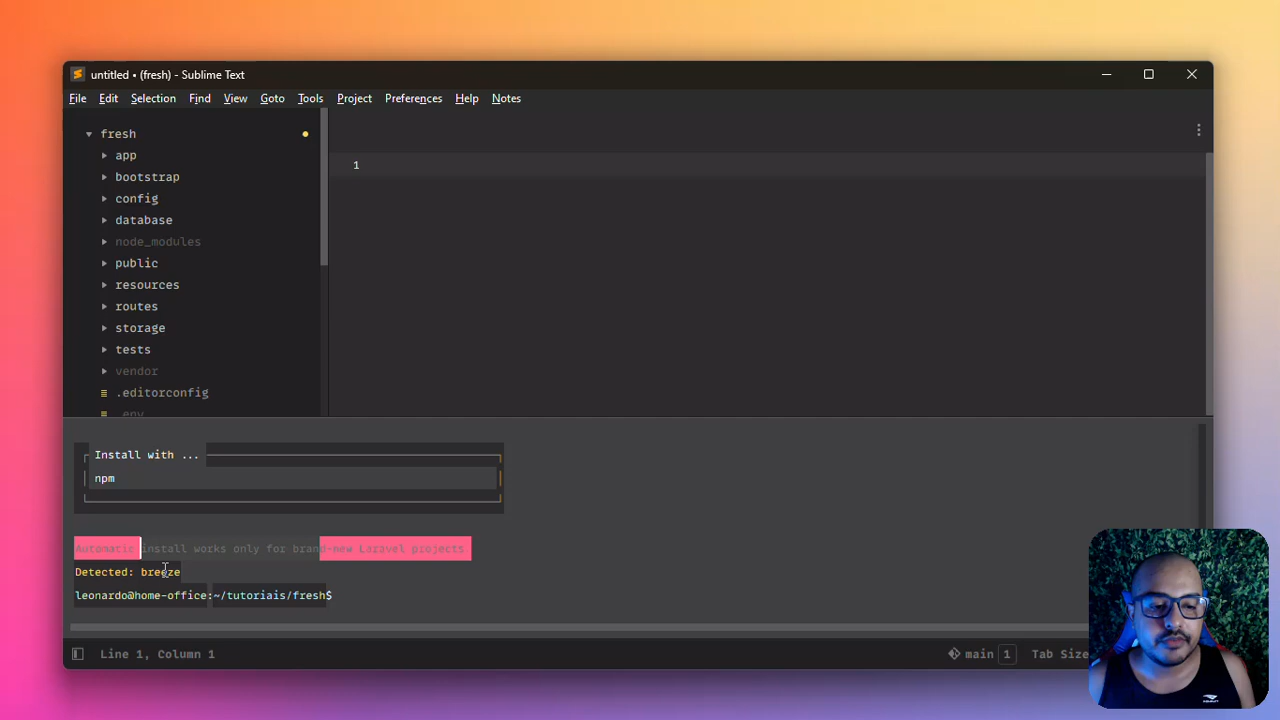 untitled • (fresh) - Sublime Text
File Edit Selection Find View Goto Tools Project Preferences Help Notes
fresh
app
bootstrap
config
database
node_modules
public
resources
routes
storage
tests
vendor
.editorconfig
.env
1
Install with ...
npm
Automatic install works only for brand-new Laravel projects.
Detected: breeze
leonardo@home-office:~/tutoriais/fresh$
Line 1, Column 1
main 1
Tab Size